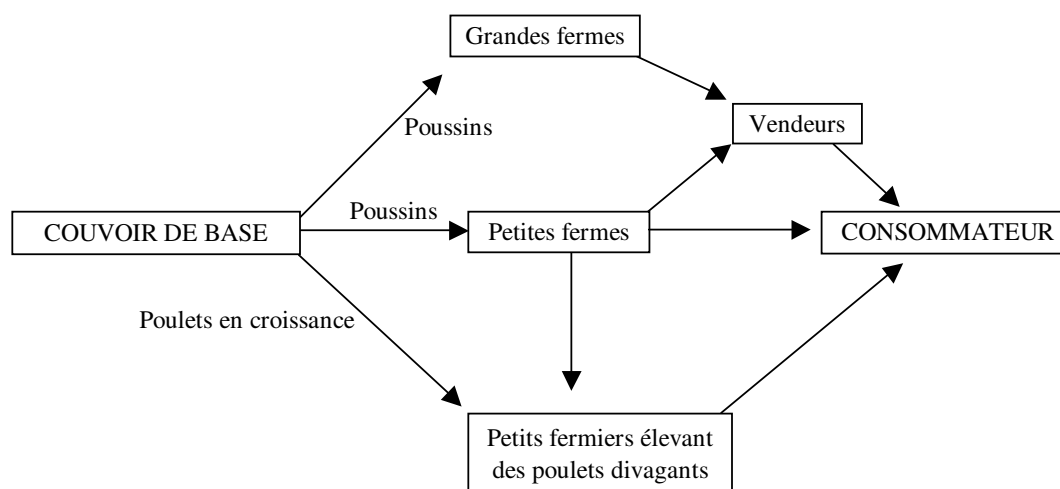 Grandes fermes
Vendeurs
Poussins
Poussins
COUVOIR DE BASE
Petites fermes
CONSOMMATEUR
Poulets en croissance
Petits fermiers élevant
des poulets divagants